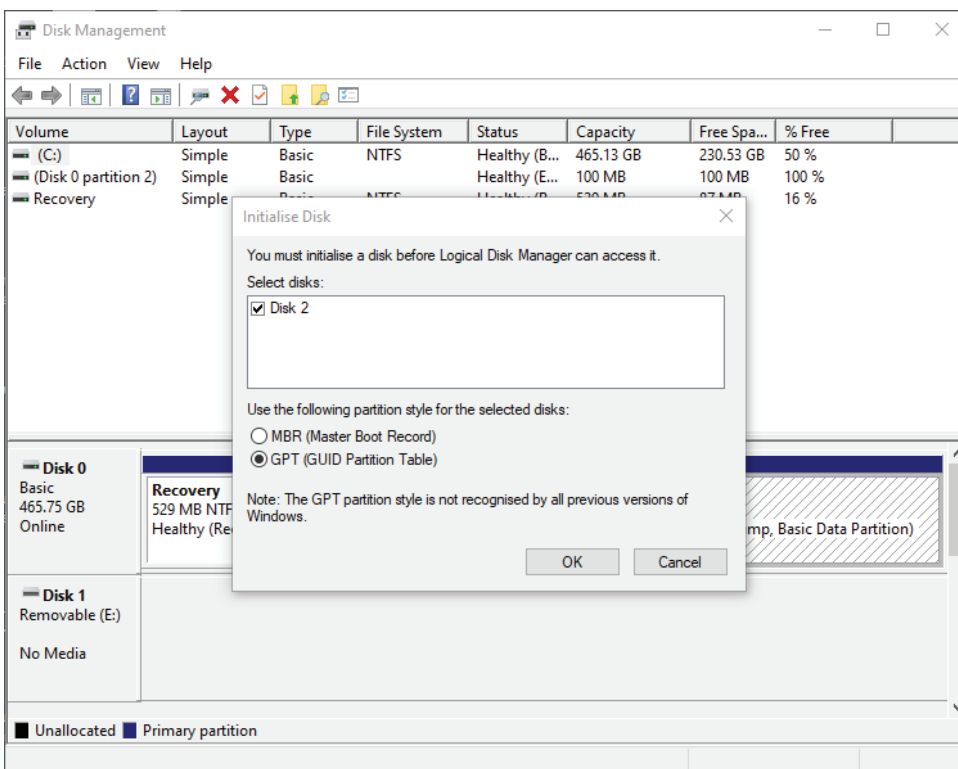 Disk Management
File Action View Help
Volume Layout Type File System Status Capacity Free Spa... % Free
(C:) Simple Basic NTFS Healthy (B... 465.13 GB 230.53 GB 50 %
(Disk 0 partition 2) Simple Basic Healthy (E... 100 MB 100 MB 100 %
Recovery Simple 16 %
Initialise Disk
You must initialise a disk before Logical Disk Manager can access it.
Select disks:
Disk 2
Use the following partition style for the selected disks:
MBR (Master Boot Record)
GPT (GUID Partition Table)
Note: The GPT partition style is not recognised by all previous versions of
Windows.
OK Cancel
Disk 0
Basic
465.75 GB
Online
Recovery
529 MB NTF
Healthy (Re
mp, Basic Data Partition)
Disk 1
Removable (E:)
No Media
Unallocated Primary partition